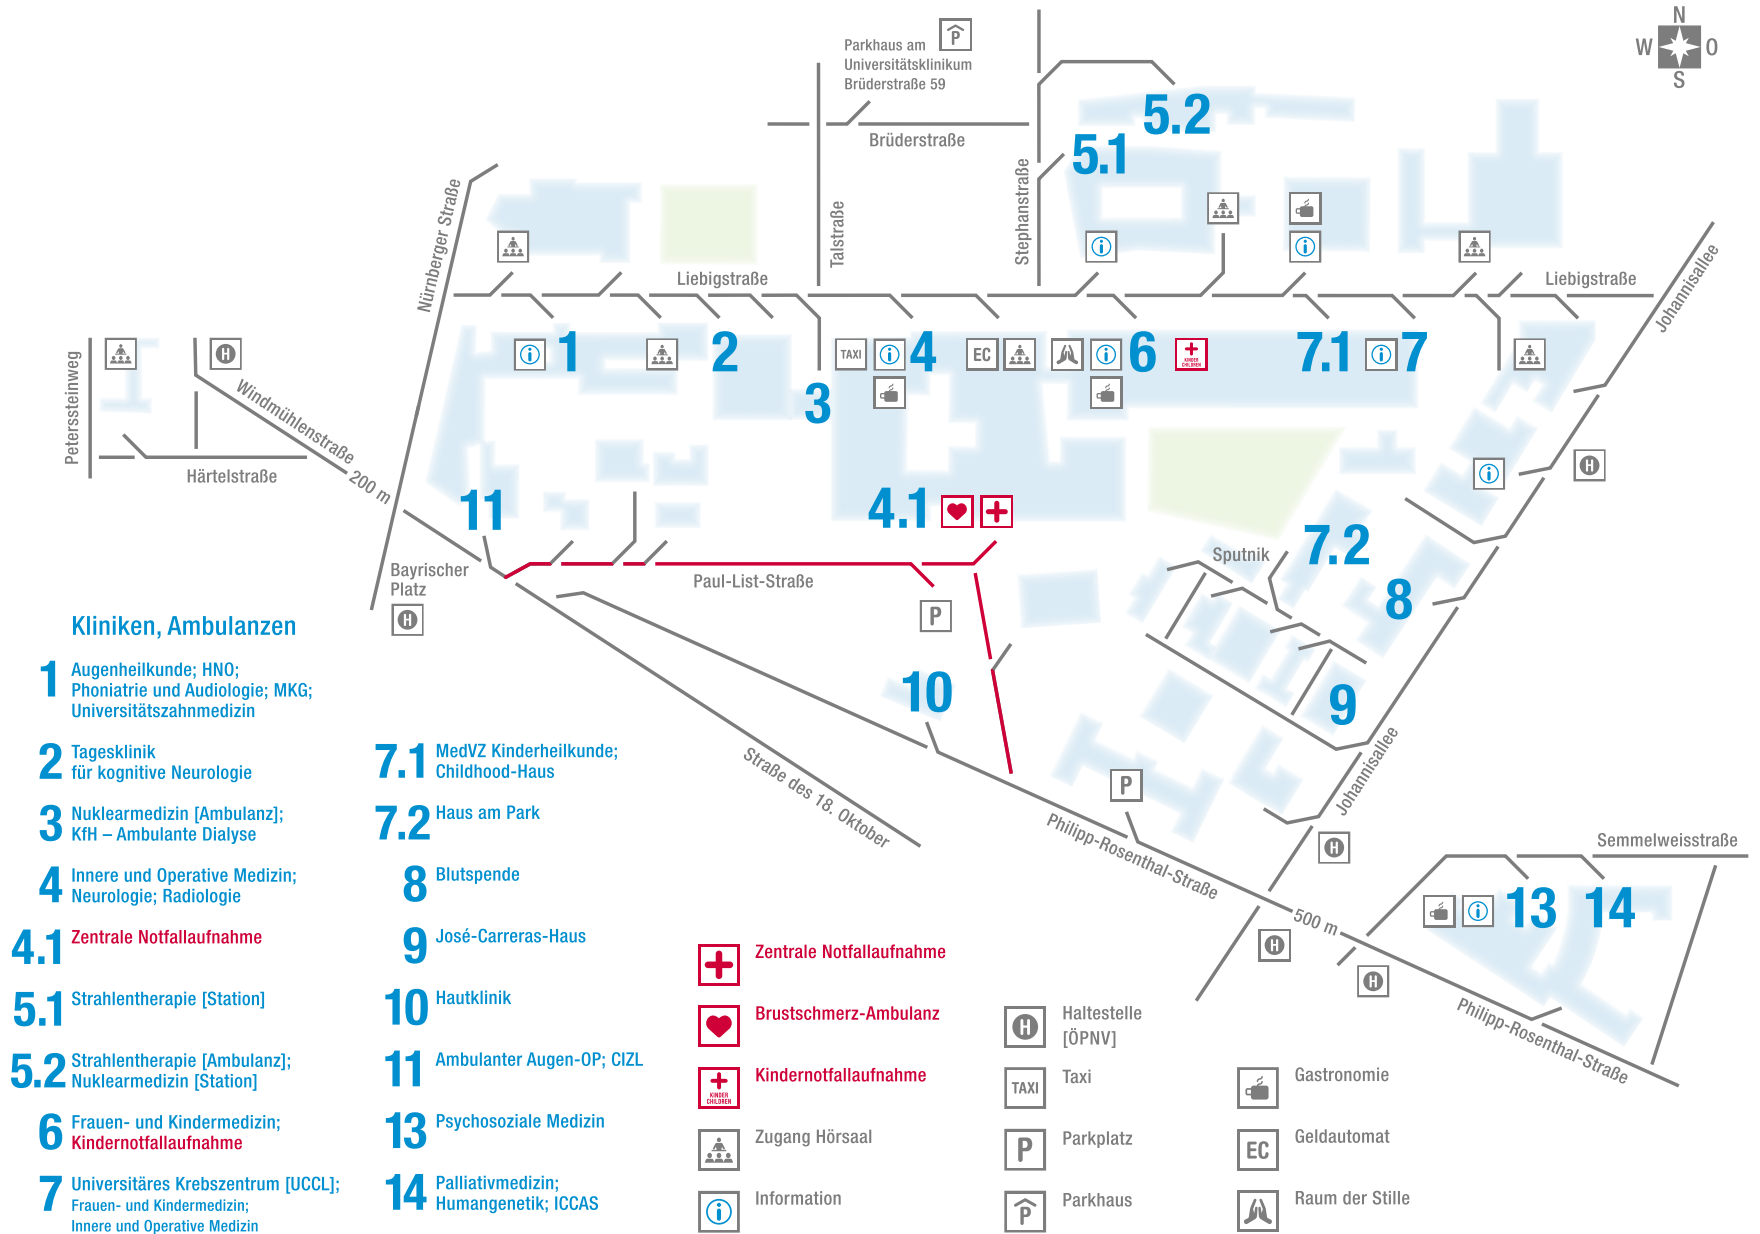 N
W O
S
Parkhaus am
Universitätsklinikum
Brüderstraße 59
P
Brüderstraße
5.2
5.1
Nürnberger Straße
Talstraße
Stephanstraße
Liebigstraße
Liebigstraße
Johannisallee
Peterssteinweg
H
Windmühlenstraße
200 m
Härtelstraße
1
2
TAXI
4
3
EC
6
KINDER
CHILDREN
7.1
7
H
11
4.1
7.2
Sputnik
8
9
Bayrischer
Platz
H
Paul-List-Straße
P
10
Straße des 18. Oktober
P
Philipp-Rosenthal-Straße
Johannisallee
H
500 m
H
H
Semmelweisstraße
13
14
Philipp-Rosenthal-Straße
Kliniken, Ambulanzen
1 Augenheilkunde; HNO;
Phoniatrie und Audiologie; MKG;
Universitätszahnmedizin
2 Tagesklinik
für kognitive Neurologie
3 Nuklearmedizin [Ambulanz];
KfH – Ambulante Dialyse
4 Innere und Operative Medizin;
Neurologie; Radiologie
4.1 Zentrale Notfallaufnahme
5.1 Strahlentherapie [Station]
5.2 Strahlentherapie [Ambulanz];
Nuklearmedizin [Station]
6 Frauen- und Kindermedizin;
Kindernotfallaufnahme
7 Universitäres Krebszentrum [UCCL];
Frauen- und Kindermedizin;
Innere und Operative Medizin
7.1 MedVZ Kinderheilkunde;
Childhood-Haus
7.2 Haus am Park
8 Blutspende
9 José-Carreras-Haus
10 Hautklinik
11 Ambulanter Augen-OP; CIZL
13 Psychosoziale Medizin
14 Palliativmedizin;
Humangenetik; ICCAS
Zentrale Notfallaufnahme
Brustschmerz-Ambulanz
KINDER
CHILDREN
Kindernotfallaufnahme
Zugang Hörsaal
Information
H Haltestelle
[ÖPNV]
TAXI Taxi
P Parkplatz
P Parkhaus
Gastronomie
EC Geldautomat
Raum der Stille